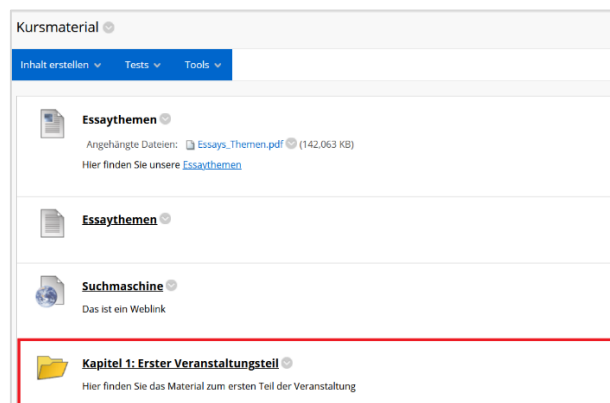 Kursmaterial
Inhalt erstellen Tests Tools
Essaythemen
Angehängte Dateien: Essays_Themen.pdf (142,063 KB)
Hier finden Sie unsere Essaythemen
Essaythemen
Suchmaschine
Das ist ein Weblink
Kapitel 1: Erster Veranstaltungsteil
Hier finden Sie das Material zum ersten Teil der Veranstaltung